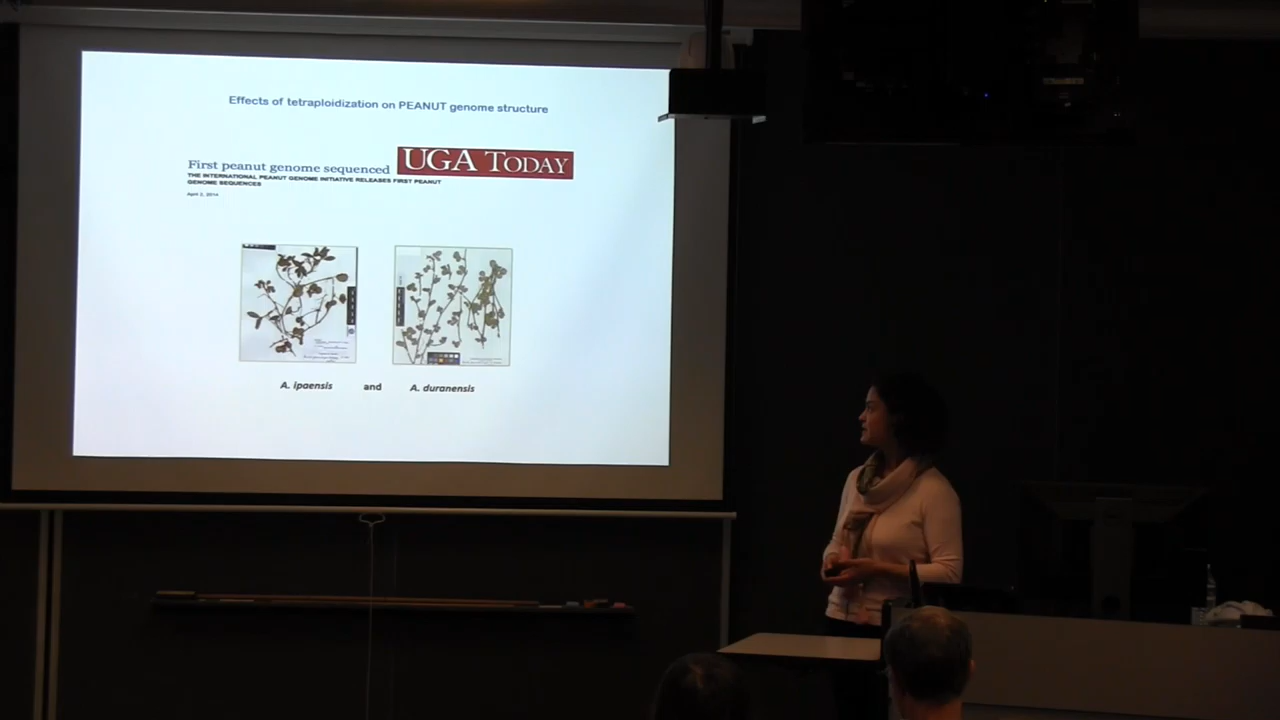 Effects of tetraploidization on PEANUT genome structure
First peanut genome sequenced
UGA TODAY
THE INTERNATIONAL PEANUT GENOME INITIATIVE RELEASES FIRST PEANUT
GENOME SEQUENCES
April 2, 2014
A. ipaensis and A. duranensis